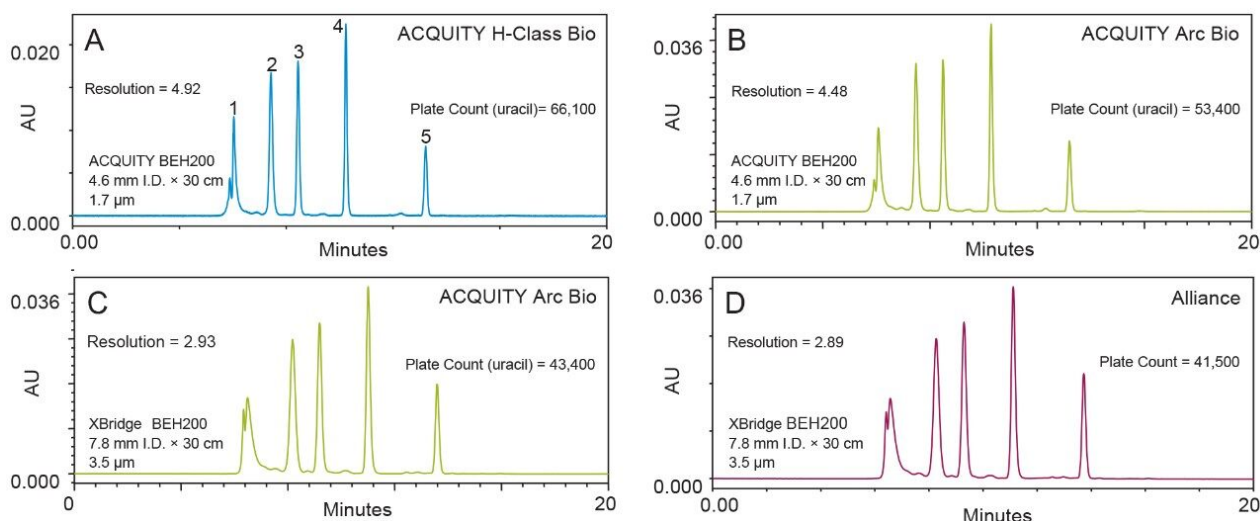 A
ACQUITY H-Class Bio
0.020
AU
0.000
Resolution = 4.92
Plate Count (uracil)= 66,100
1
2
3
4
5
ACQUITY BEH200
4.6 mm I.D. × 30 cm
1.7 µm
0.00
20
Minutes
B
ACQUITY Arc Bio
0.036
AU
0.000
Resolution = 4.48
Plate Count (uracil) = 53,400
ACQUITY BEH200
4.6 mm I.D. × 30 cm
1.7 µm
0.00
20
Minutes
C
ACQUITY Arc Bio
0.036
AU
0.000
Resolution = 2.93
Plate Count (uracil) = 43,400
XBridge BEH200
7.8 mm I.D. × 30 cm
3.5 µm
0
20
Minutes
D
Alliance
0.036
AU
0.000
Resolution = 2.89
Plate Count = 41,500
XBridge BEH200
7.8 mm I.D. × 30 cm
3.5 µm
0.00
20
Minutes